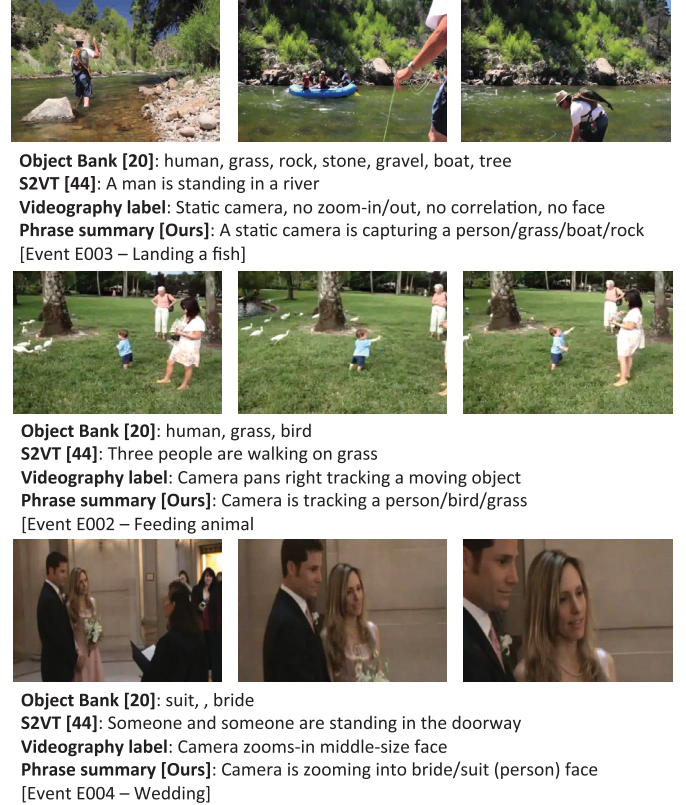 Object Bank [20]: human, grass, rock, stone, gravel, boat, tree
S2VT [44]: A man is standing in a river
Videography label: Static camera, no zoom-in/out, no correlation, no face
Phrase summary [Ours]: A static camera is capturing a person/grass/boat/rock
[Event E003 – Landing a fish]
Object Bank [20]: human, grass, bird
S2VT [44]: Three people are walking on grass
Videography label: Camera pans right tracking a moving object
Phrase summary [Ours]: Camera is tracking a person/bird/grass
[Event E002 – Feeding animal
Object Bank [20]: suit, , bride
S2VT [44]: Someone and someone are standing in the doorway
Videography label: Camera zooms-in middle-size face
Phrase summary [Ours]: Camera is zooming into bride/suit (person) face
[Event E004 – Wedding]